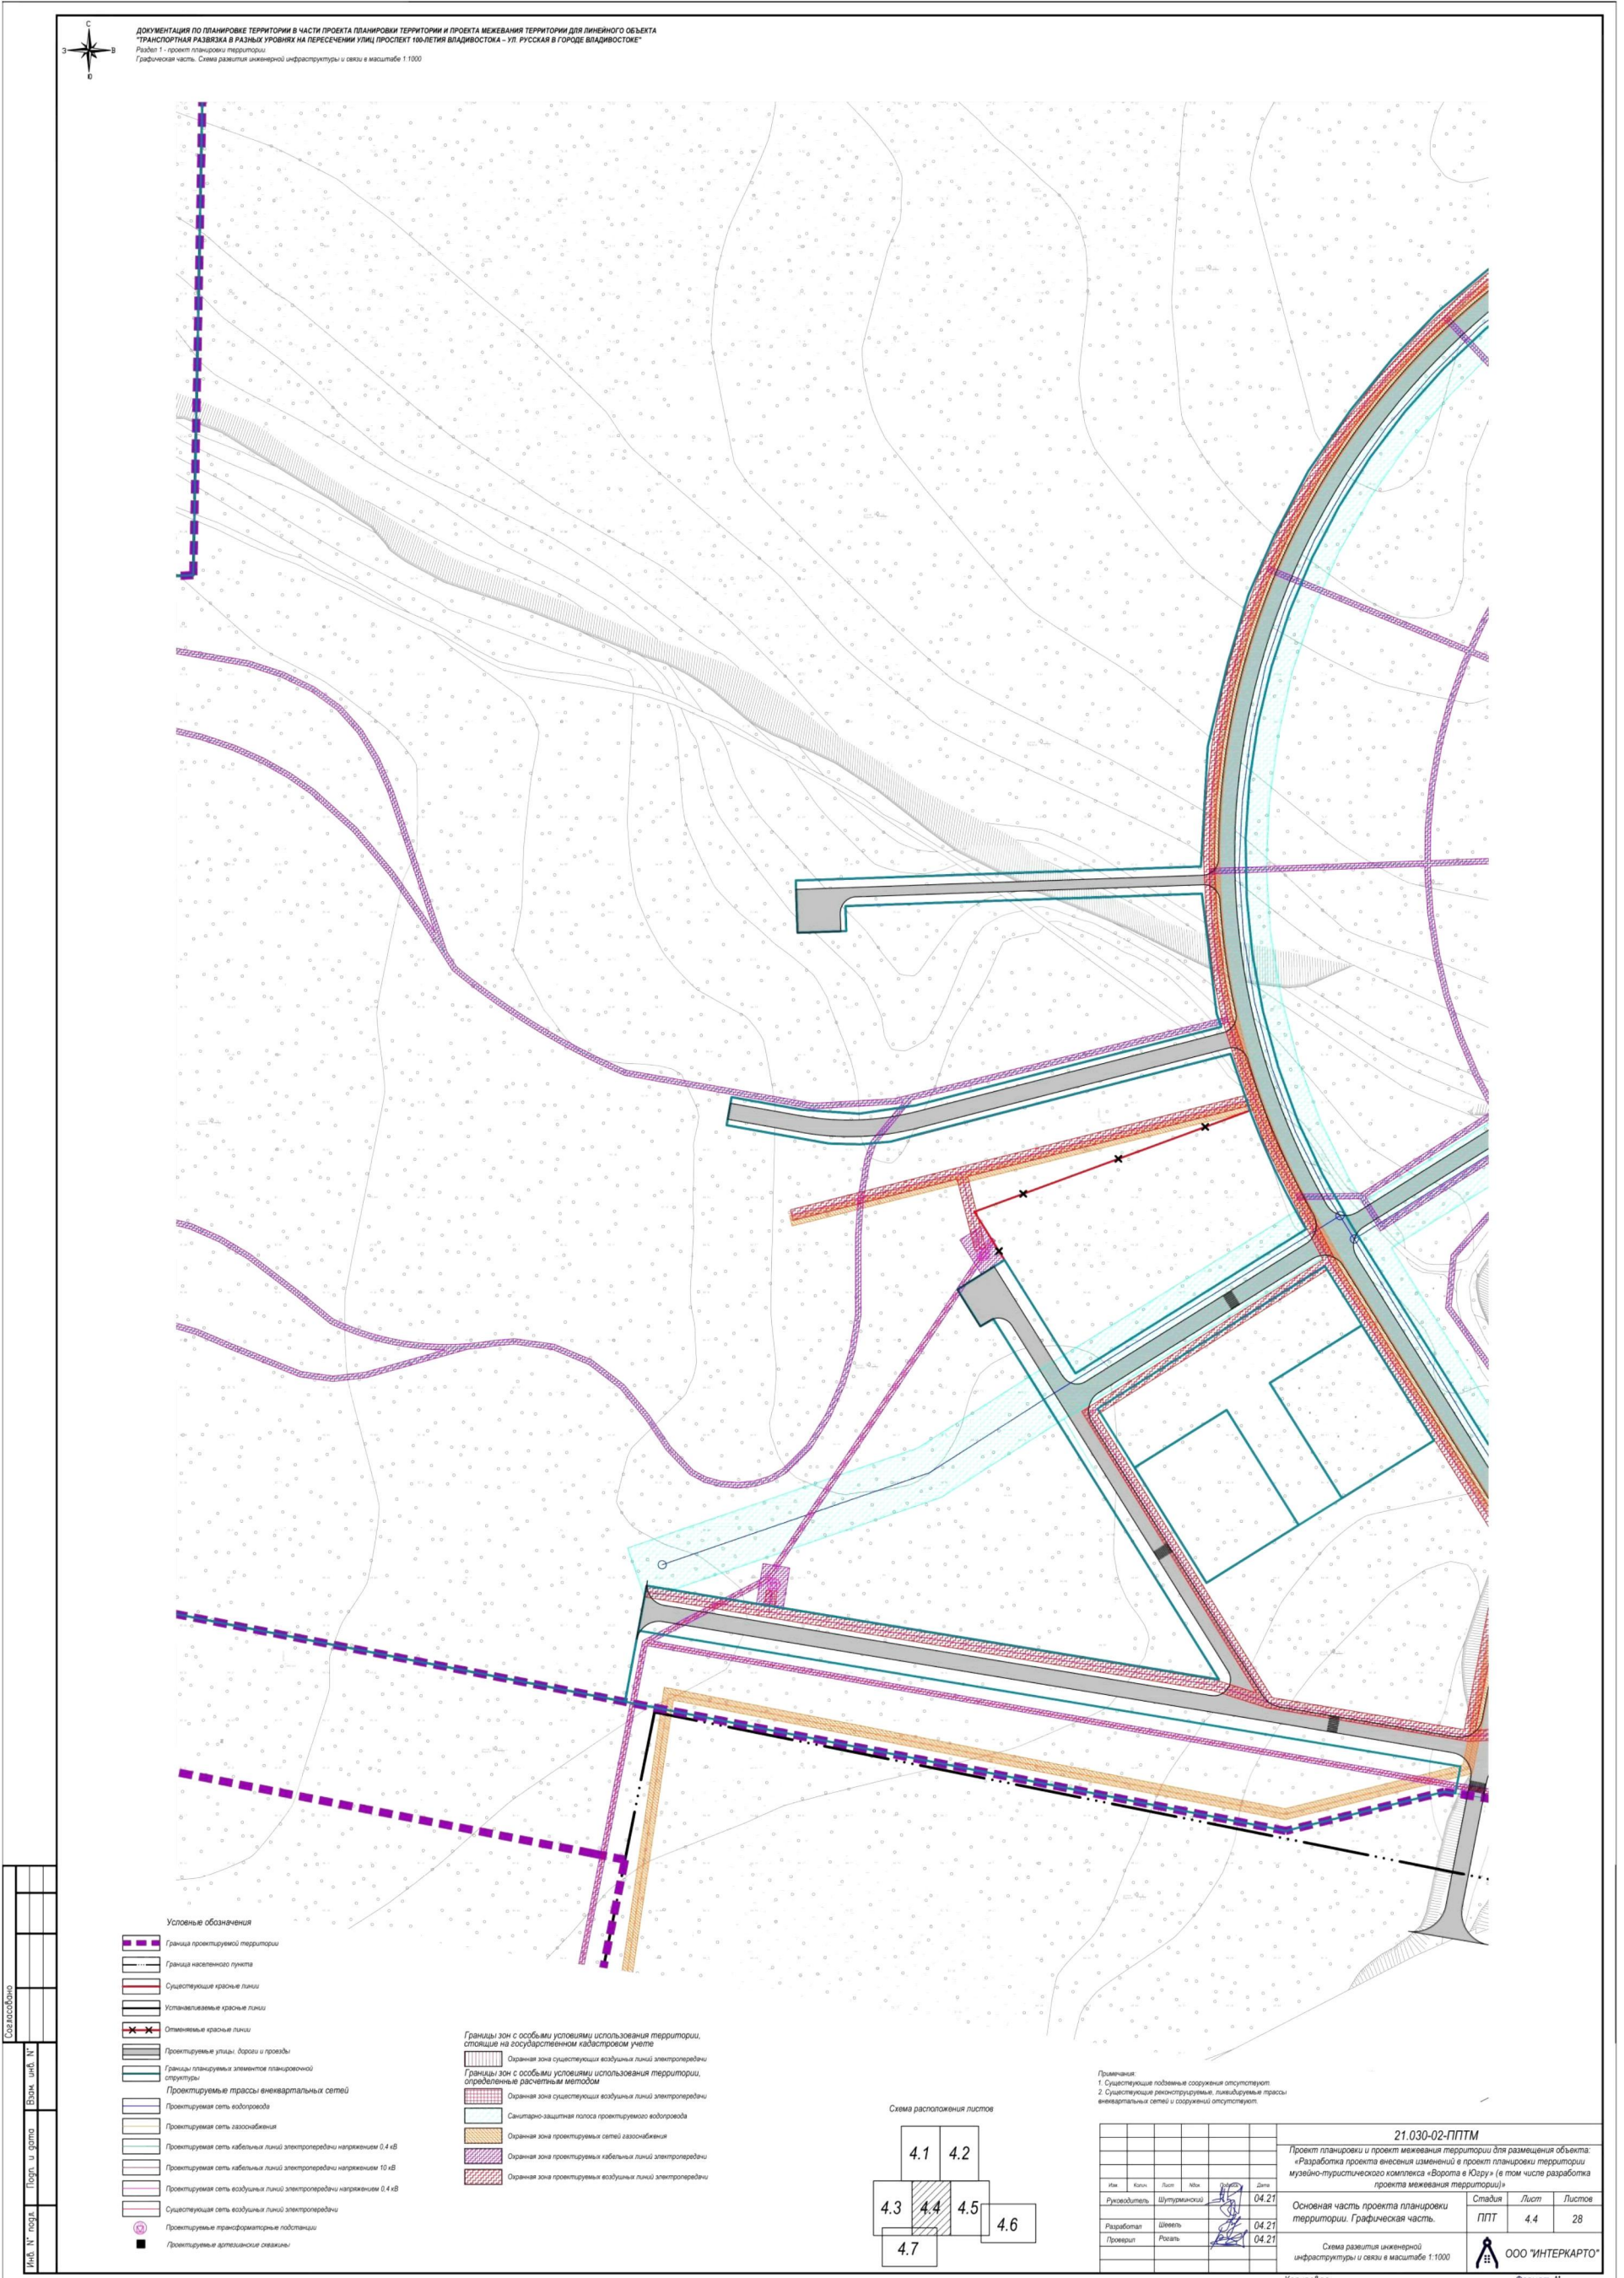 С
З
В
Ю
ДОКУМЕНТАЦИЯ ПО ПЛАНИРОВКЕ ТЕРРИТОРИИ В ЧАСТИ ПРОЕКТА ПЛАНИРОВКИ ТЕРРИТОРИИ И ПРОЕКТА МЕЖЕВАНИЯ ТЕРРИТОРИИ ДЛЯ ЛИНЕЙНОГО ОБЪЕКТА
"ТРАНСПОРТНАЯ РАЗВЯЗКА В РАЗНЫХ УРОВНЯХ НА ПЕРЕСЕЧЕНИИ УЛИЦ ПРОСПЕКТ 100-ЛЕТИЯ ВЛАДИВОСТОКА – УЛ. РУССКАЯ В ГОРОДЕ ВЛАДИВОСТОКЕ"
Раздел 1 - проект планировки территории
Графическая часть. Схема развития инженерной инфраструктуры и связи в масштабе 1:1000
Согласовано
Взам. инв. N°
Подп. и дата
Инв. N° подл.
Условные обозначения
Граница проектируемой территории
Граница населенного пункта
Существующие красные линии
Устанавливаемые красные линии
Отменяемые красные линии
Проектируемые улицы, дороги и проезды
Границы планируемых элементов планировочной
структуры
Проектируемые трассы внеквартальных сетей
Проектируемая сеть водопровода
Проектируемая сеть газоснабжения
Проектируемая сеть кабельных линий электропередачи напряжением 0,4 кВ
Проектируемая сеть кабельных линий электропередачи напряжением 10 кВ
Проектируемая сеть воздушных линий электропередачи напряжением 0,4 кВ
Существующая сеть воздушных линий электропередачи
Проектируемые трансформаторные подстанции
Проектируемые артезианские скважины
Границы зон с особыми условиями использования территории,
стоящие на государственном кадастровом учете
Охранная зона существующих воздушных линий электропередачи
Границы зон с особыми условиями использования территории,
определенные расчетным методом
Охранная зона существующих воздушных линий электропередачи
Санитарно-защитная полоса проектируемого водопровода
Охранная зона проектируемых сетей газоснабжения
Охранная зона проектируемых кабельных линий электропередачи
Охранная зона проектируемых воздушных линий электропередачи
Схема расположения листов
4.1
4.2
4.3
4.4
4.5
4.6
4.7
Примечания:
1. Существующие подземные сооружения отсутствуют.
2. Существующие реконструируемые, ликвидируемые трассы
внеквартальных сетей и сооружений отсутствуют.
21.030-02-ППТМ
Проект планировки и проект межевания территории для размещения объекта:
«Разработка проекта внесения изменений в проект планировки территории
музейно-туристического комплекса «Ворота в Югру» (в том числе разработка
проекта межевания территории)»
Изм. Колич. Лист №док. Подпись Дата
Руководитель Шутурминский 04.21
Разработал Шевель 04.21
Проверил Рогаль 04.21
Основная часть проекта планировки
территории. Графическая часть.
Стадия Лист Листов
ППТ 4.4 28
Схема развития инженерной
инфраструктуры и связи в масштабе 1:1000
ООО "ИНТЕРКАРТО"